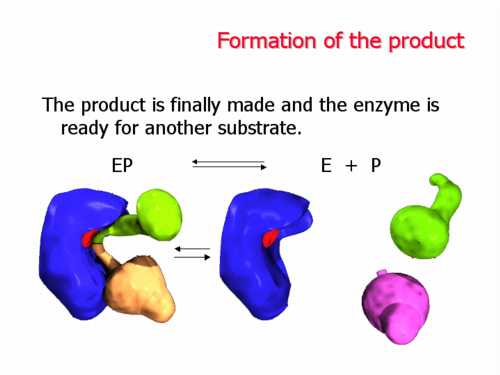 Formation of the product
The product is finally made and the enzyme is
ready for another substrate.
EP E + P